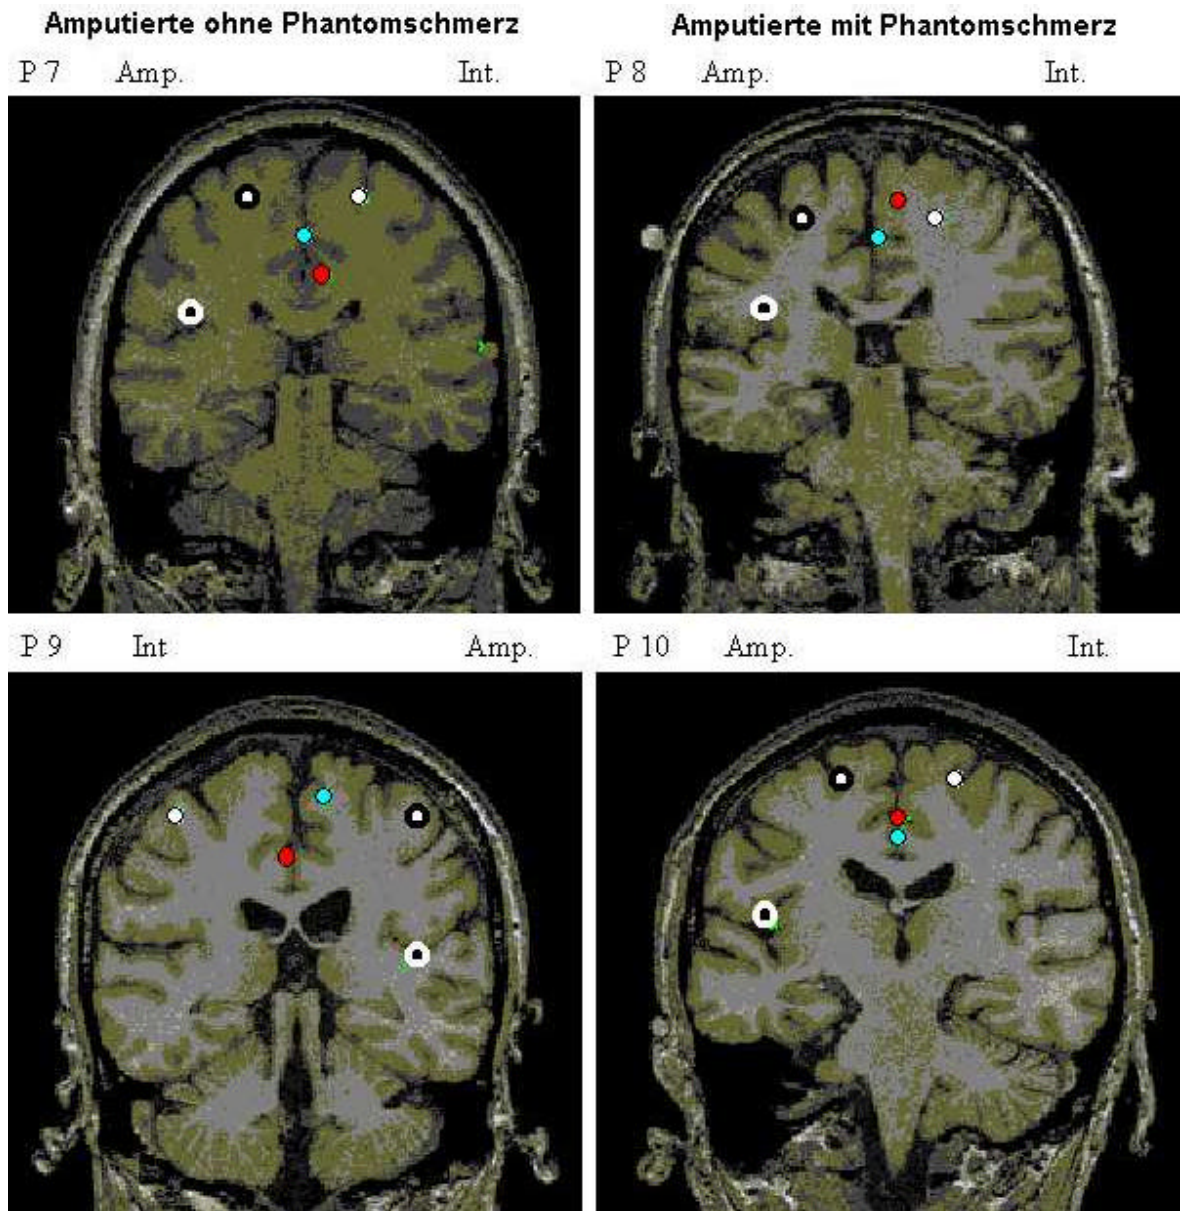 Amputierte ohne Phantomschmerz
Amputierte mit Phantomschmerz
P 7 Amp. Int.
P 8 Amp. Int.
P 9 Int Amp.
P 10 Amp. Int.